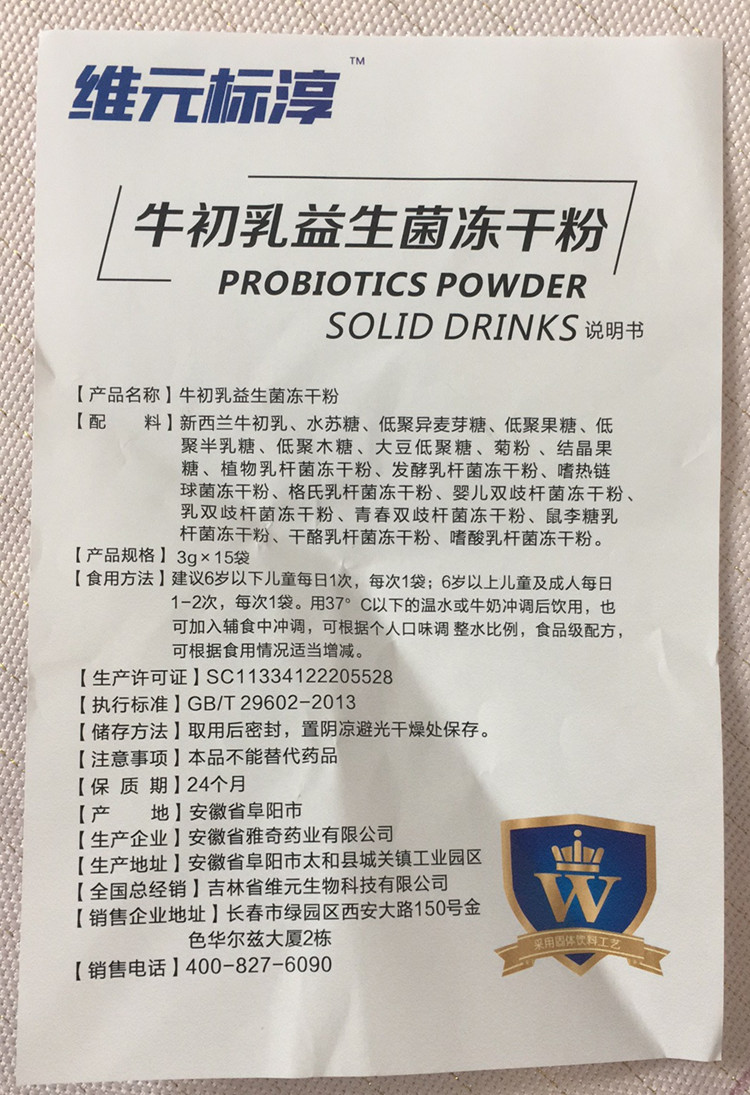 维元标淳™
牛初乳益生菌冻干粉
PROBIOTICS POWDER
SOLID DRINKS 说明书
【产品名称】牛初乳益生菌冻干粉
【配 料】新西兰牛初乳、水苏糖、低聚异麦芽糖、低聚果糖、低
聚半乳糖、低聚木糖、大豆低聚糖、菊粉、结晶果
糖、植物乳杆菌冻干粉、发酵乳杆菌冻干粉、嗜热链
球菌冻干粉、格氏乳杆菌冻干粉、婴儿双歧杆菌冻干粉、
乳双歧杆菌冻干粉、青春双歧杆菌冻干粉、鼠李糖乳
杆菌冻干粉、干酪乳杆菌冻干粉、嗜酸乳杆菌冻干粉。
【产品规格】3g×15袋
【食用方法】建议6岁以下儿童每日1次，每次1袋；6岁以上儿童及成人每日
1-2次，每次1袋。用37°C以下的温水或牛奶冲调后饮用，也
可加入辅食中冲调，可根据个人口味调 整水比例，食品级配方，
可根据食用情况适当增减。
【生产许可证】SC11334122205528
【执行标准】GB/T 29602-2013
【储存方法】取用后密封，置阴凉避光干燥处保存。
【注意事项】本品不能替代药品
【保 质 期】24个月
【产 地】安徽省阜阳市
【生产企业】安徽省雅奇药业有限公司
【生产地址】安徽省阜阳市太和县城关镇工业园区
【全国总经销】吉林省维元生物科技有限公司
【销售企业地址】长春市绿园区西安大路150号金
色华尔兹大厦2栋
【销售电话】400-827-6090
W
采用固体饮料工艺